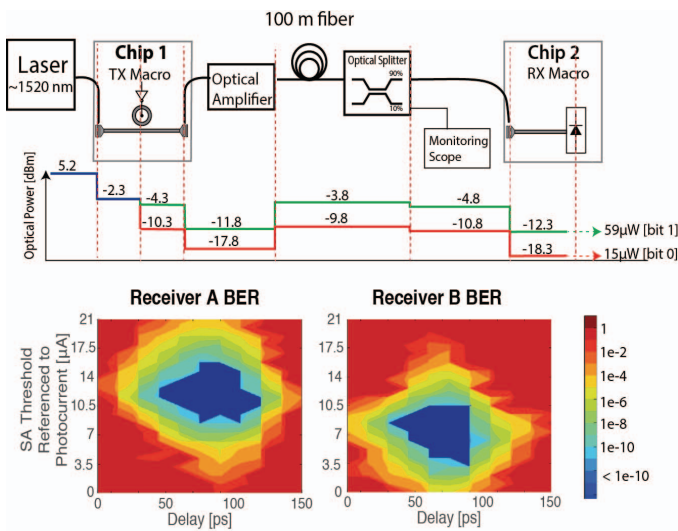 100 m fiber
Laser
~1520 nm
Chip 1
TX Macro
Optical
Amplifier
Optical Splitter
90%
10%
Monitoring
Scope
Chip 2
RX Macro
Optical Power [dBm]
5.2
-2.3
-4.3
-10.3
-11.8
-17.8
-3.8
-9.8
-4.8
-10.8
-12.3
-18.3
59µW [bit 1]
15µW [bit 0]
Receiver A BER
Receiver B BER
SA Threshold
Referenced to
Photocurrent [µA]
21
17.5
14
10.5
7
3.5
0
0
50
100
150
Delay [ps]
21
17.5
14
10.5
7
3.5
0
0
50
100
150
Delay [ps]
1
1e-2
1e-4
1e-6
1e-8
1e-10
< 1e-10